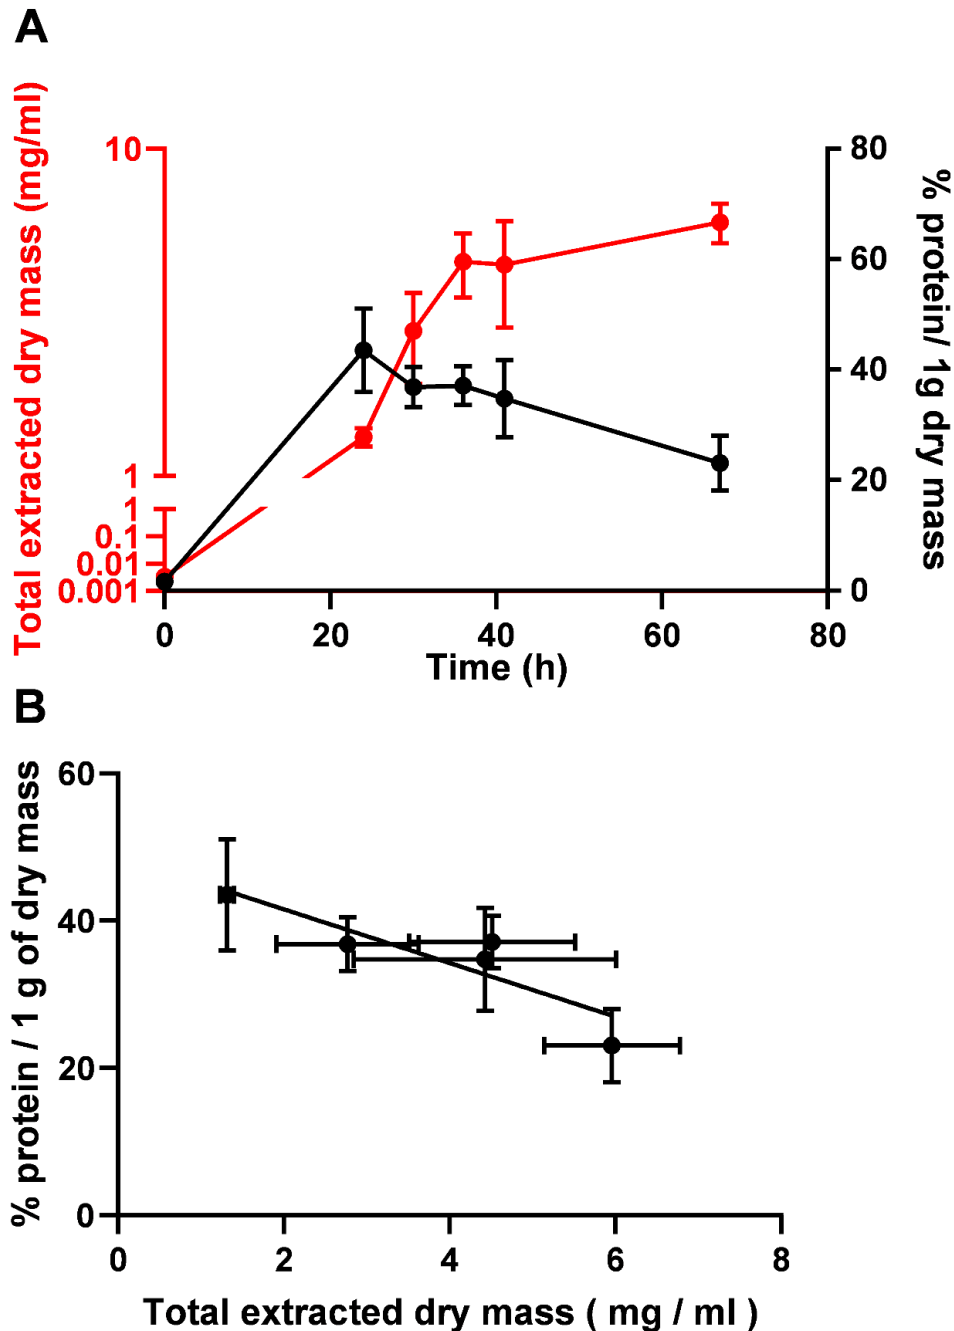 A
Total extracted dry mass (mg/ml)
10
1
1
0.1
0.01
0.001
80
60
40
20
0
% protein/ 1g dry mass
0 20 40 60 80
Time (h)
B
% protein / 1 g of dry mass
60
40
20
0
0 2 4 6 8
Total extracted dry mass ( mg / ml )